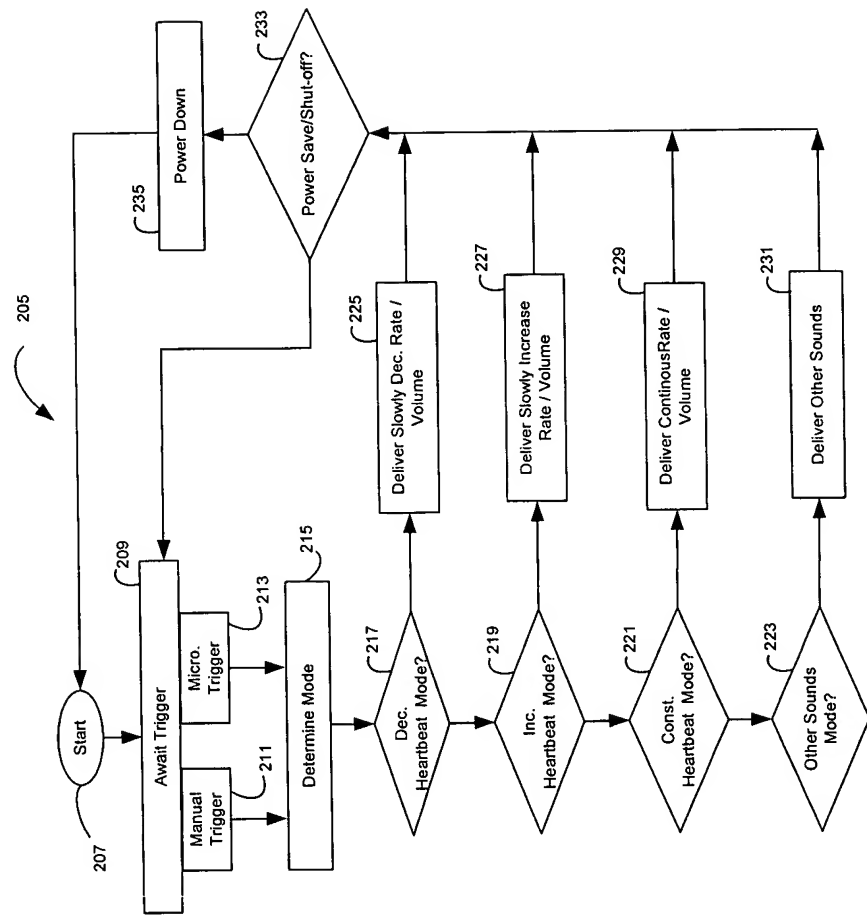 205
Start
207
Await Trigger
209
Manual
Trigger
211
Micro.
Trigger
213
Determine Mode
215
Dec.
Heartbeat Mode?
217
Deliver Slowly Dec. Rate /
Volume
225
Inc.
Heartbeat Mode?
219
Deliver Slowly Increase
Rate / Volume
227
Const.
Heartbeat Mode?
221
Deliver ContinousRate /
Volume
229
Other Sounds
Mode?
223
Deliver Other Sounds
231
Power Save/Shut-off?
233
Power Down
235